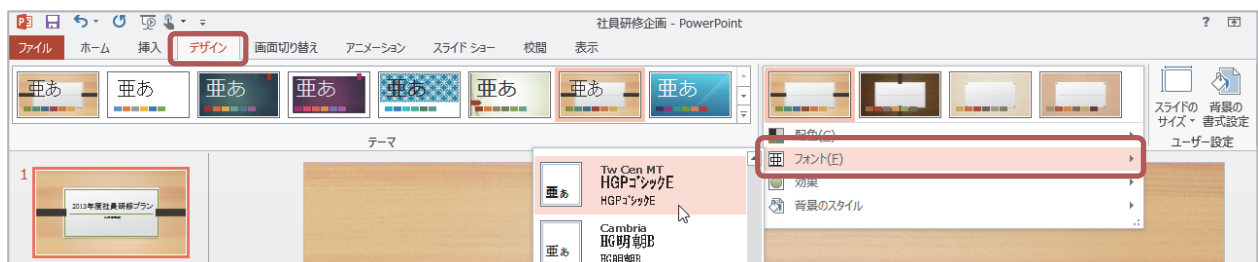 社員研修企画 - PowerPoint
?
ファイル ホーム 挿入 デザイン 画面切り替え アニメーション スライド ショー 校閲 表示
亜あ 亜あ 亜あ 亜あ 亜あ 亜あ 亜あ 亜あ
スライドの サイズ
背景の 書式設定
テーマ
ユーザー設定
配色(C)
亜 フォント(F)
効果
背景のスタイル
1
2013年度社員研修プラン
亜あ
Tw Cen MT
HGPゴシックE
HGPゴシックE
亜あ
Cambria
HG明朝B
HG明朝B